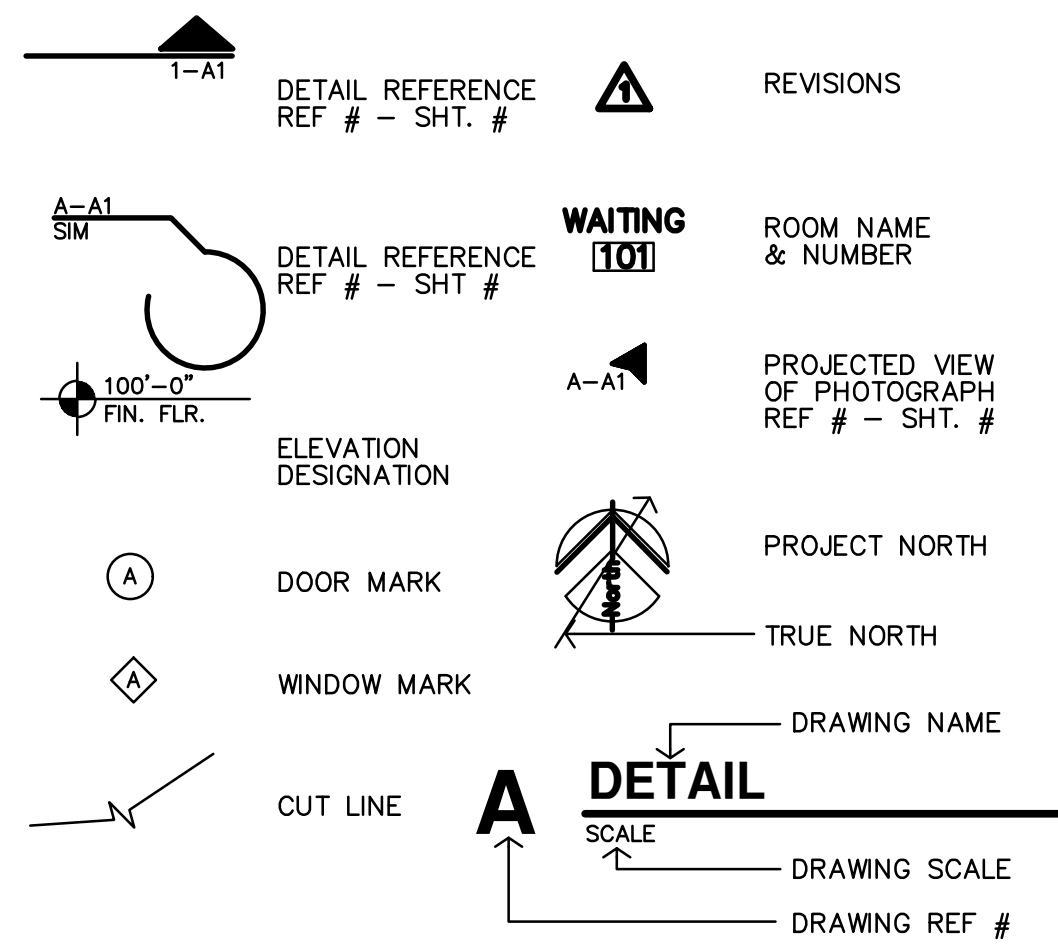 1-A1
DETAIL REFERENCE
REF # - SHT. #
A-A1
SIM
DETAIL REFERENCE
REF # - SHT #
100'-0"
FIN. FLR.
ELEVATION
DESIGNATION
A
DOOR MARK
A
WINDOW MARK
CUT LINE
1
REVISIONS
WAITING
101
ROOM NAME
& NUMBER
A-A1
PROJECTED VIEW
OF PHOTOGRAPH
REF # - SHT. #
North
PROJECT NORTH
TRUE NORTH
DRAWING NAME
A
DETAIL
SCALE
DRAWING SCALE
DRAWING REF #